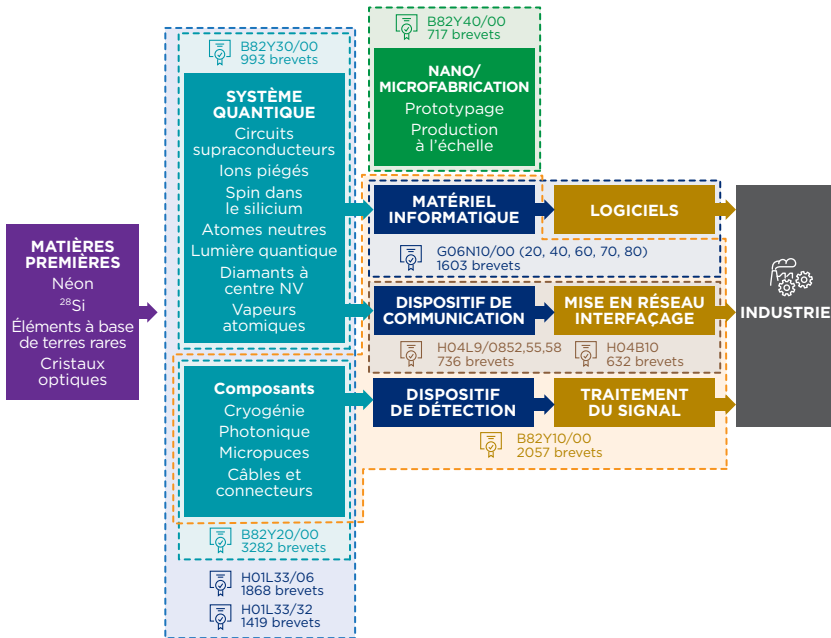 B82Y30/00
993 brevets
B82Y40/00
717 brevets
NANO/
MICROFABRICATION
Prototypage
Production
à l'échelle
SYSTÈME
QUANTIQUE
Circuits
supraconducteurs
Ions piégés
Spin dans
le silicium
Atomes neutres
Lumière quantique
Diamants à
centre NV
Vapeurs
atomiques
MATIÈRES
PREMIÈRES
Néon
²⁸Si
Éléments à base
de terres rares
Cristaux
optiques
MATÉRIEL
INFORMATIQUE
LOGICIELS
G06N10/00 (20, 40, 60, 70, 80)
1603 brevets
DISPOSITIF DE
COMMUNICATION
MISE EN RÉSEAU
INTERFAÇAGE
H04L9/0852,55,58
736 brevets
H04B10
632 brevets
INDUSTRIE
Composants
Cryogénie
Photonique
Micropuces
Câbles et
connecteurs
DISPOSITIF
DE DÉTECTION
TRAITEMENT
DU SIGNAL
B82Y10/00
2057 brevets
B82Y20/00
3282 brevets
H01L33/06
1868 brevets
H01L33/32
1419 brevets